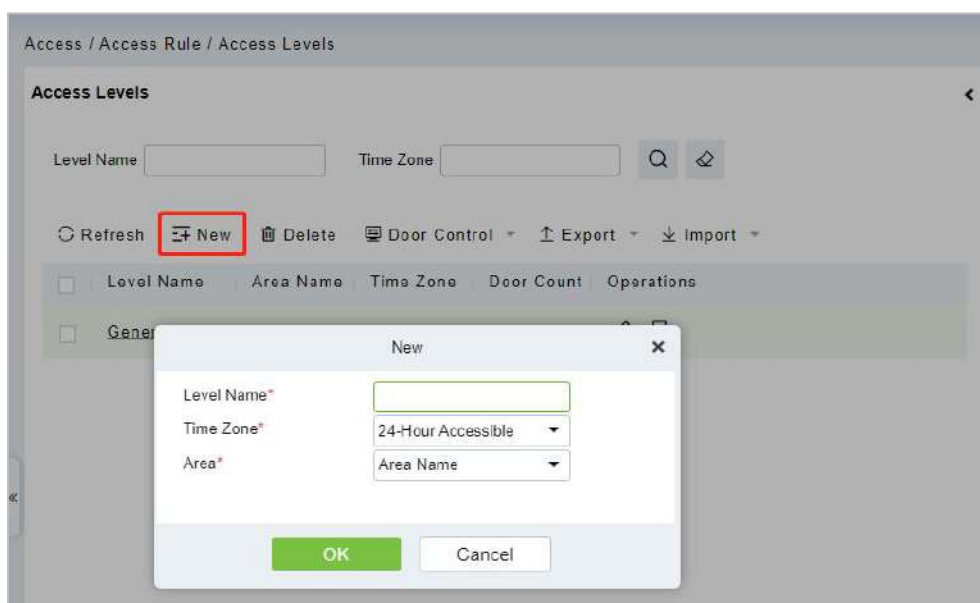 Access / Access Rule / Access Levels
Access Levels
Level Name Time Zone
Refresh New Delete Door Control Export Import
Level Name Area Name Time Zone Door Count Operations
New
Level Name*
Time Zone* 24-Hour Accessible
Area* Area Name
OK Cancel